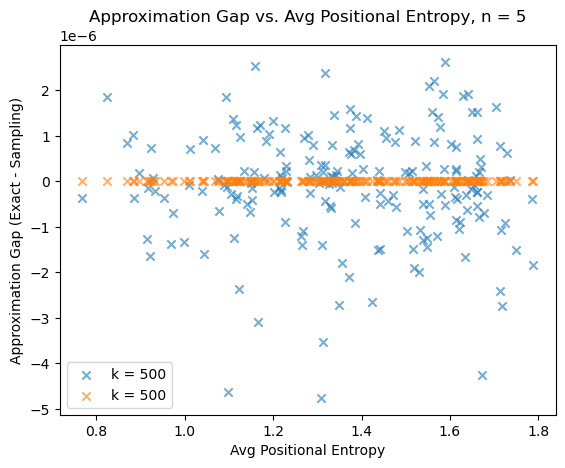 Approximation Gap vs. Avg Positional Entropy, n = 5
1e−6
2
1
0
−1
−2
−3
−4
−5
Approximation Gap (Exact - Sampling)
k = 500
k = 500
0.8 1.0 1.2 1.4 1.6 1.8
Avg Positional Entropy